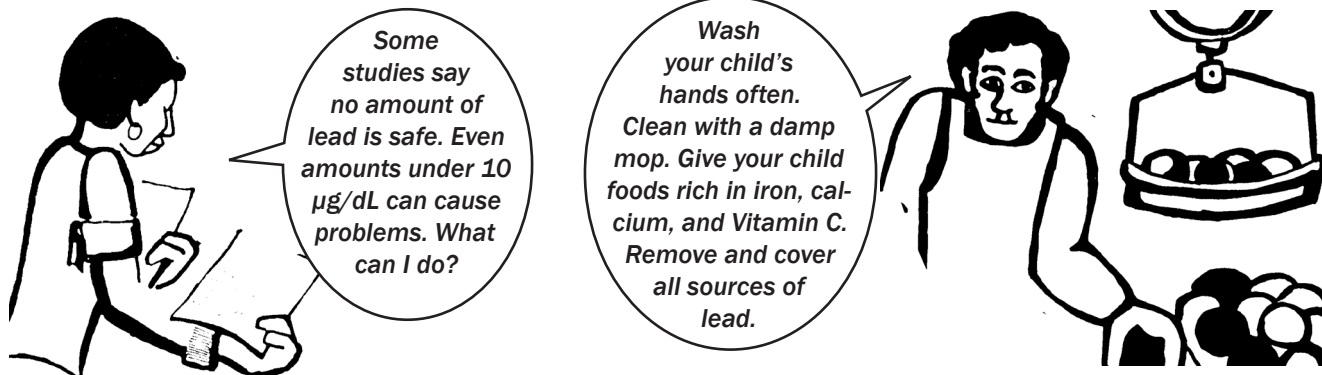 Some
studies say
no amount of
lead is safe. Even
amounts under 10
µg/dL can cause
problems. What
can I do?
Wash
your child's
hands often.
Clean with a damp
mop. Give your child
foods rich in iron, cal-
cium, and Vitamin C.
Remove and cover
all sources of
lead.